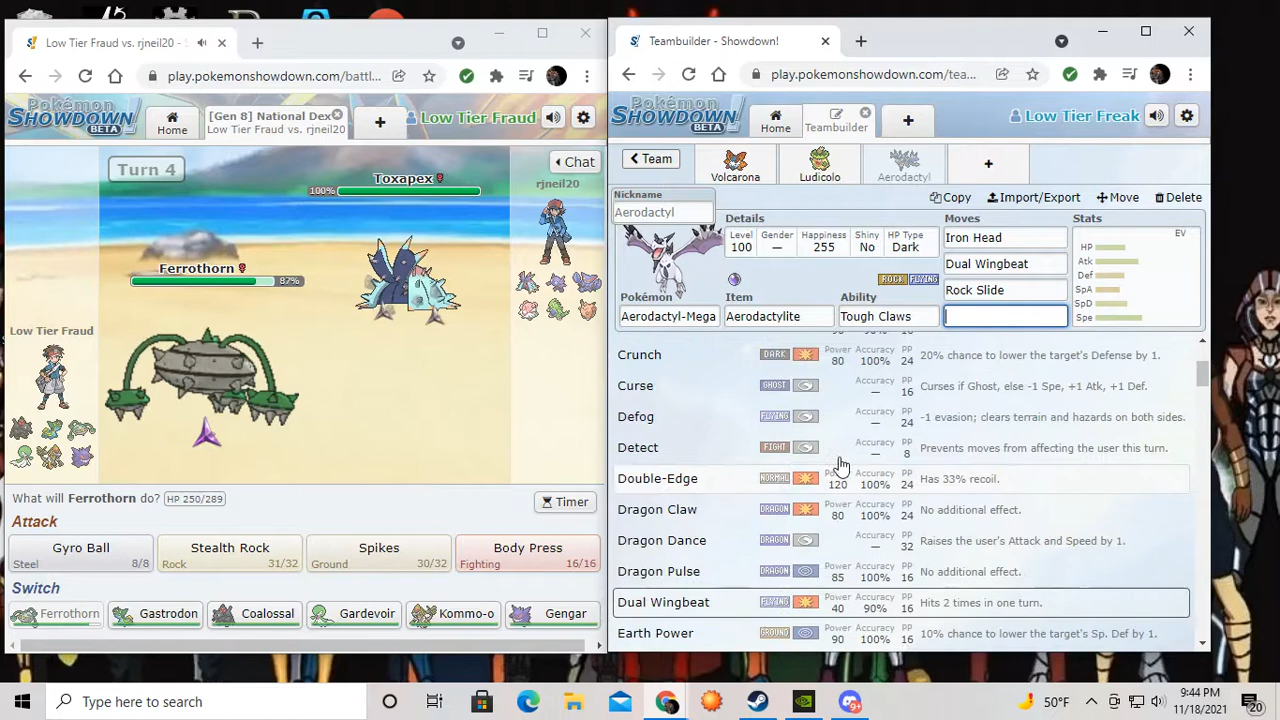 Low Tier Fraud vs. rjneil20 - S
play.pokemonshowdown.com/battl...
Pokémon
SHOWDOWN
BETA
Home
[Gen 8] National Dex
Low Tier Fraud vs. rjneil20
Low Tier Fraud
Turn 4
Chat
Toxapex
100%
rjneil20
Ferrothorn
87%
Low Tier Fraud
What will Ferrothorn do? HP 250/289
Timer
Attack
Gyro Ball
Steel 8/8
Stealth Rock
Rock 31/32
Spikes
Ground 30/32
Body Press
Fighting 16/16
Switch
Ferrothorn
Gastrodon
Coalossal
Gardevoir
Kommo-o
Gengar
Teambuilder - Showdown!
play.pokemonshowdown.com/tea...
Pokémon
SHOWDOWN
BETA
Home
Teambuilder
Low Tier Freak
Team
Volcarona
Ludicolo
Aerodactyl
Copy
Import/Export
Move
Delete
Nickname
Aerodactyl
Details
Level
100
Gender
—
Happiness
255
Shiny
No
HP Type
Dark
ROCK FLYING
Pokémon
Aerodactyl-Mega
Item
Aerodactylite
Ability
Tough Claws
Moves
Iron Head
Dual Wingbeat
Rock Slide
Stats
EV
HP
Atk
Def
SpA
SpD
Spe
Crunch DARK Power 80 Accuracy 100% PP 24 20% chance to lower the target's Defense by 1.
Curse GHOST Accuracy — PP 16 Curses if Ghost, else -1 Spe, +1 Atk, +1 Def.
Defog FLYING Accuracy — PP 24 -1 evasion; clears terrain and hazards on both sides.
Detect FIGHT Accuracy — PP 8 Prevents moves from affecting the user this turn.
Double-Edge NORMAL 120 Accuracy 100% PP 24 Has 33% recoil.
Dragon Claw DRAGON Power 80 Accuracy 100% PP 24 No additional effect.
Dragon Dance DRAGON Accuracy — PP 32 Raises the user's Attack and Speed by 1.
Dragon Pulse DRAGON Power 85 Accuracy 100% PP 16 No additional effect.
Dual Wingbeat FLYING Power 40 Accuracy 90% PP 16 Hits 2 times in one turn.
Earth Power GROUND Power 90 Accuracy 100% PP 16 10% chance to lower the target's Sp. Def by 1.
Type here to search
50°F
9:44 PM
11/18/2021
20